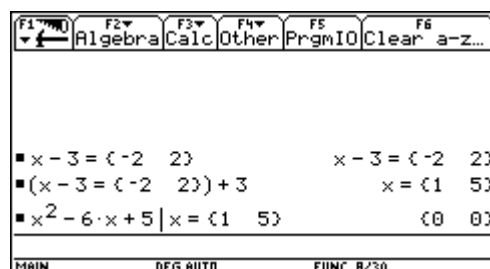 F1 F2 Algebra F3 Calc F4 Other F5 PrgmIO F6 Clear a-z…
▪x - 3 = {-2 2} x - 3 = {-2 2}
▪(x - 3 = {-2 2}) + 3 x = {1 5}
▪x² - 6·x + 5 | x = {1 5} {0 0}
MAIN DEG AUTO FUNC 8/30